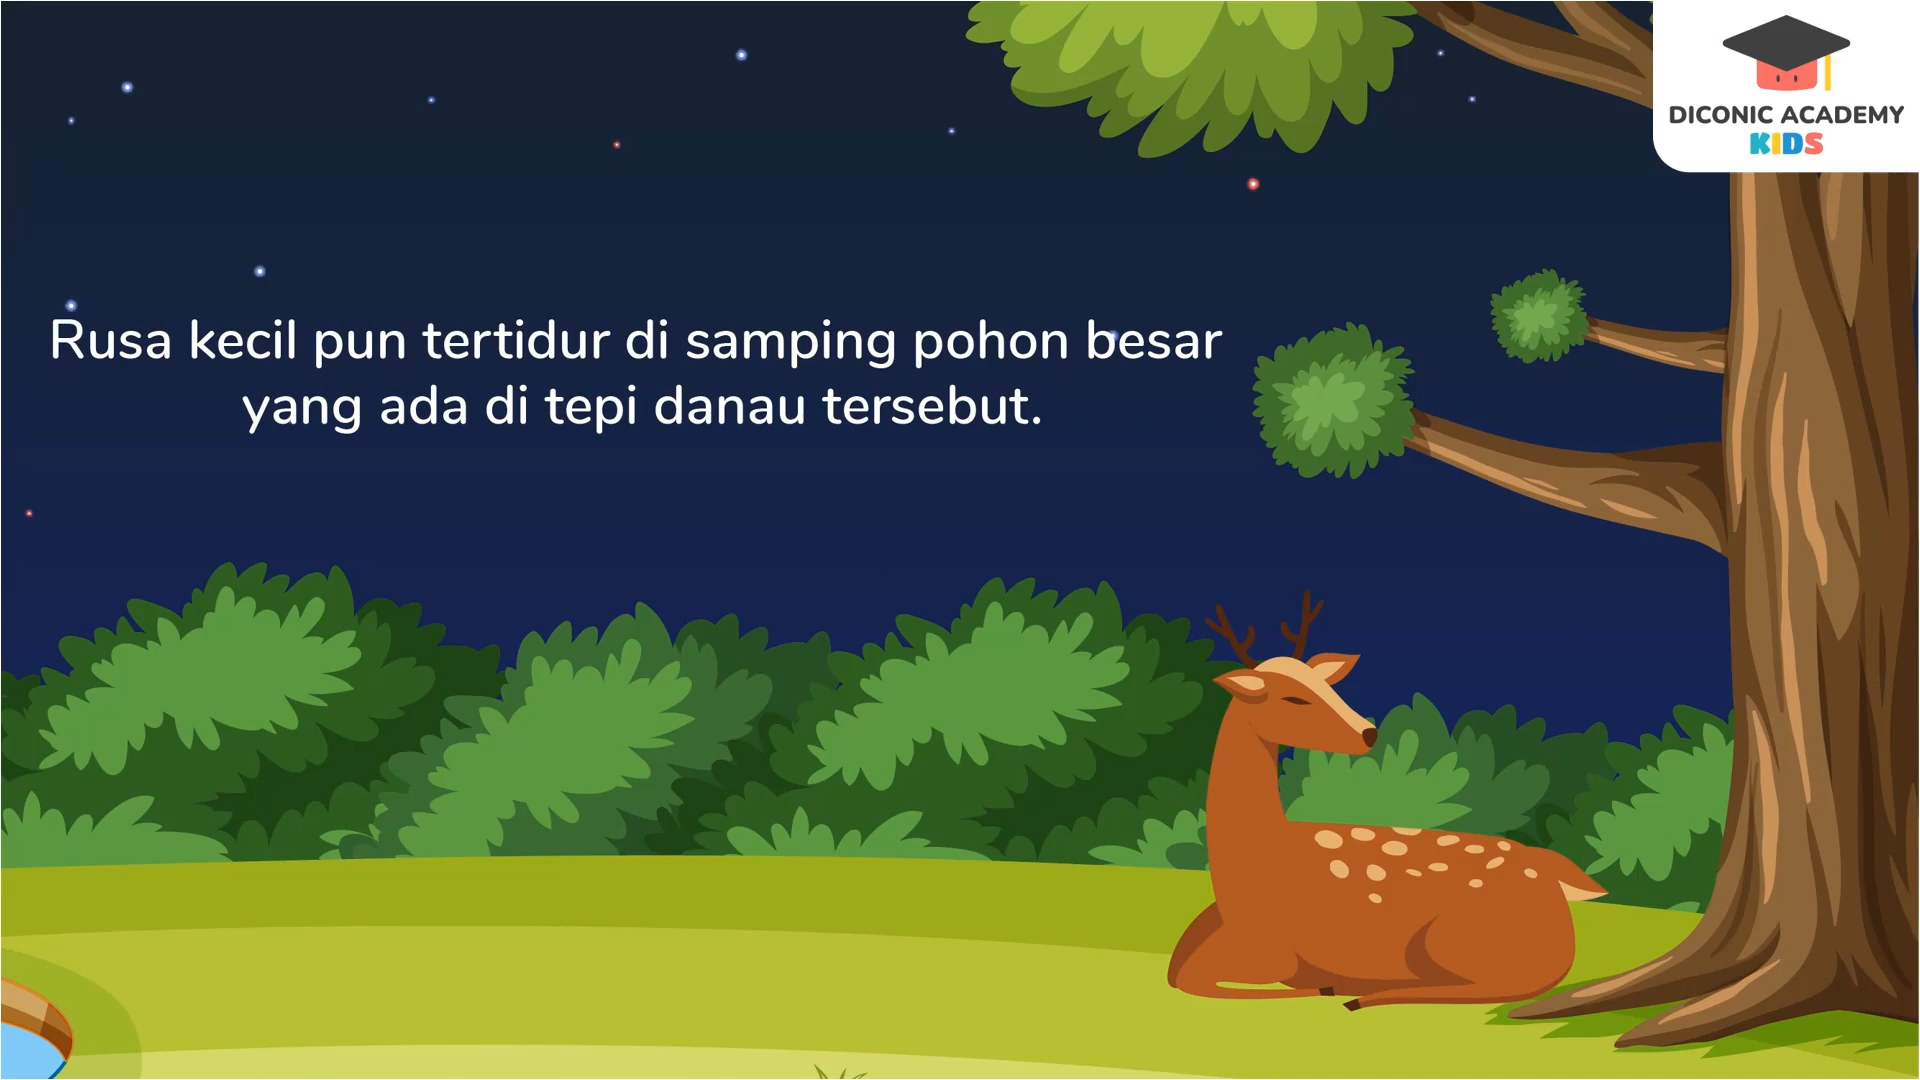 DICONIC ACADEMY
KIDS
Rusa kecil pun tertidur di samping pohon besar
yang ada di tepi danau tersebut.